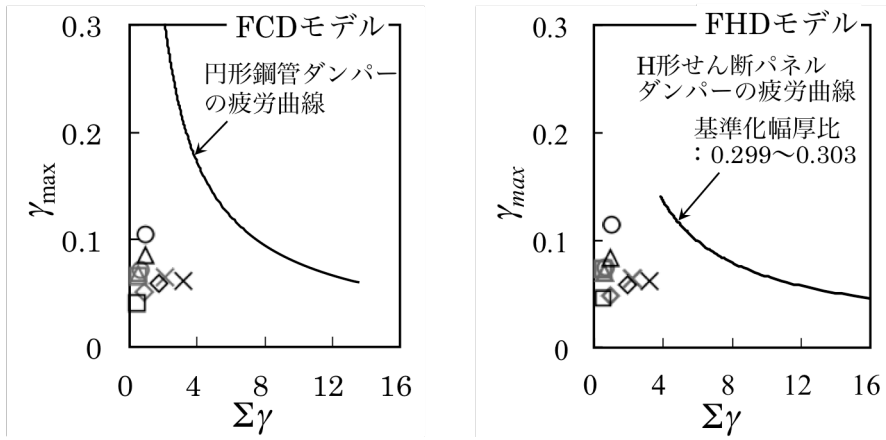 FCDモデル
円形鋼管ダンパー
の疲労曲線
0.3
0.2
0.1
0
γmax
0
4
8
12
16
Σγ
FHDモデル
H形せん断パネル
ダンパーの疲労曲線
基準化幅厚比
：0.299～0.303
0.3
0.2
0.1
0
γmax
0
4
8
12
16
Σγ